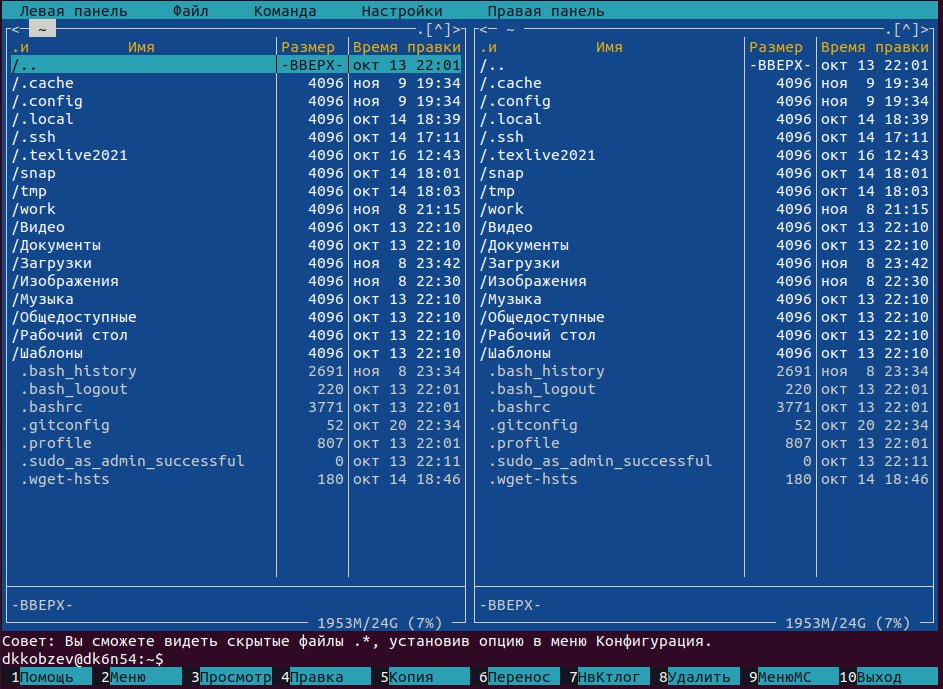 Левая панель Файл Команда Настройки Правая панель
<─ ~ .[^]> <─ ~ .[^]>
.и Имя Размер Время правки .и Имя Размер Время правки
/.. -ВВЕРХ- окт 13 22:01 /.. -ВВЕРХ- окт 13 22:01
/.cache 4096 ноя 9 19:34 /.cache 4096 ноя 9 19:34
/.config 4096 ноя 9 19:34 /.config 4096 ноя 9 19:34
/.local 4096 окт 14 18:39 /.local 4096 окт 14 18:39
/.ssh 4096 окт 14 17:11 /.ssh 4096 окт 14 17:11
/.texlive2021 4096 окт 16 12:43 /.texlive2021 4096 окт 16 12:43
/snap 4096 окт 14 18:01 /snap 4096 окт 14 18:01
/tmp 4096 окт 14 18:03 /tmp 4096 окт 14 18:03
/work 4096 ноя 8 21:15 /work 4096 ноя 8 21:15
/Видео 4096 окт 13 22:10 /Видео 4096 окт 13 22:10
/Документы 4096 окт 13 22:10 /Документы 4096 окт 13 22:10
/Загрузки 4096 ноя 8 23:42 /Загрузки 4096 ноя 8 23:42
/Изображения 4096 ноя 8 22:30 /Изображения 4096 ноя 8 22:30
/Музыка 4096 окт 13 22:10 /Музыка 4096 окт 13 22:10
/Общедоступные 4096 окт 13 22:10 /Общедоступные 4096 окт 13 22:10
/Рабочий стол 4096 окт 13 22:10 /Рабочий стол 4096 окт 13 22:10
/Шаблоны 4096 окт 13 22:10 /Шаблоны 4096 окт 13 22:10
.bash_history 2691 ноя 8 23:34 .bash_history 2691 ноя 8 23:34
.bash_logout 220 окт 13 22:01 .bash_logout 220 окт 13 22:01
.bashrc 3771 окт 13 22:01 .bashrc 3771 окт 13 22:01
.gitconfig 52 окт 20 22:34 .gitconfig 52 окт 20 22:34
.profile 807 окт 13 22:01 .profile 807 окт 13 22:01
.sudo_as_admin_successful 0 окт 13 22:11 .sudo_as_admin_successful 0 окт 13 22:11
.wget-hsts 180 окт 14 18:46 .wget-hsts 180 окт 14 18:46
-ВВЕРХ- -ВВЕРХ-
1953M/24G (7%) 1953M/24G (7%)
Совет: Вы сможете видеть скрытые файлы .*, установив опцию в меню Конфигурация.
dkkobzev@dk6n54:~$
1Помощь 2Меню 3Просмотр 4Правка 5Копия 6Перенос 7НвКтлог 8Удалить 9МенюMC 10Выход